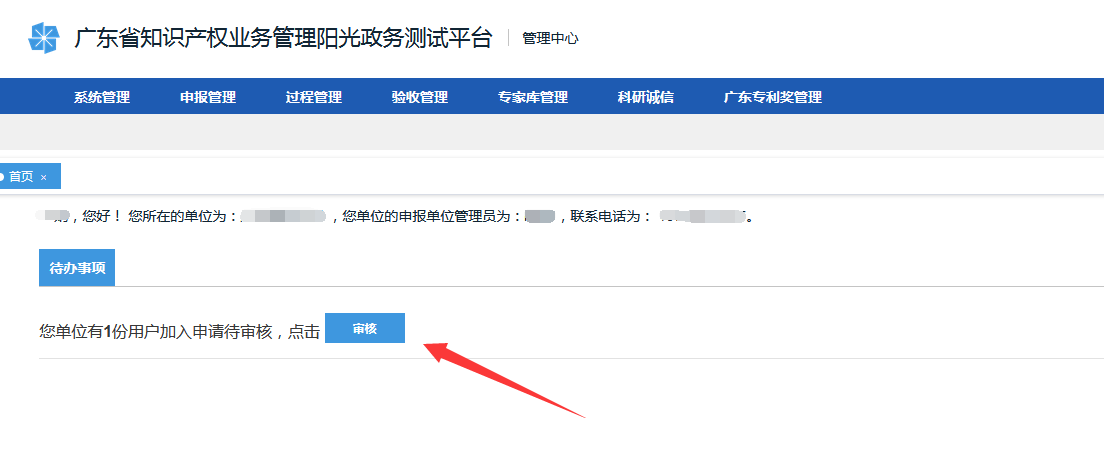 广东省知识产权业务管理阳光政务测试平台 管理中心
系统管理 申报管理 过程管理 验收管理 专家库管理 科研诚信 广东专利奖管理
首页 ×
，您好！ 您所在的单位为： ，您单位的申报单位管理员为： ，联系电话为： 。
待办事项
您单位有1份用户加入申请待审核，点击 审核